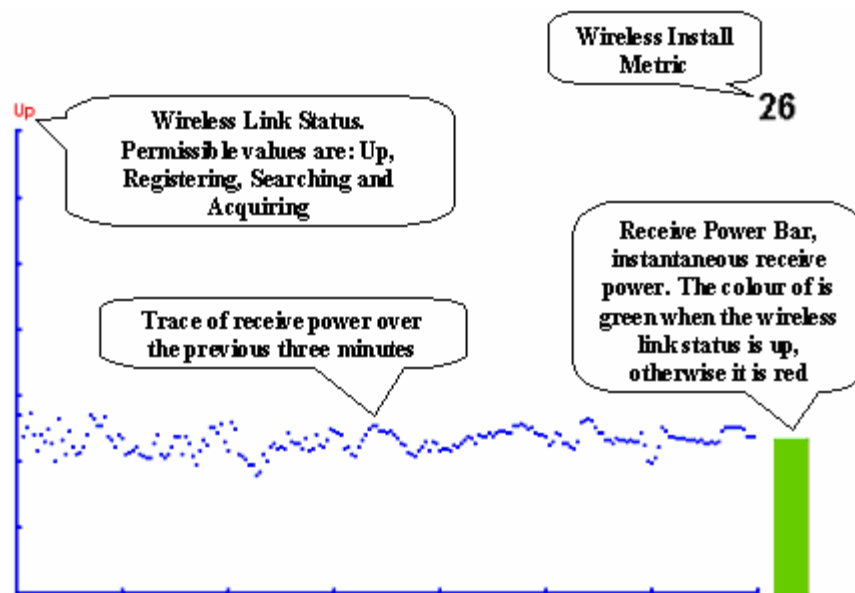 Wireless Install
Metric
26
Up
Wireless Link Status.
Permissible values are: Up,
Registering, Searching and
Acquiring
Receive Power Bar,
instantaneous receive
power. The colour of is
green when the wireless
link status is up,
otherwise it is red
Trace of receive power over
the previous three minutes